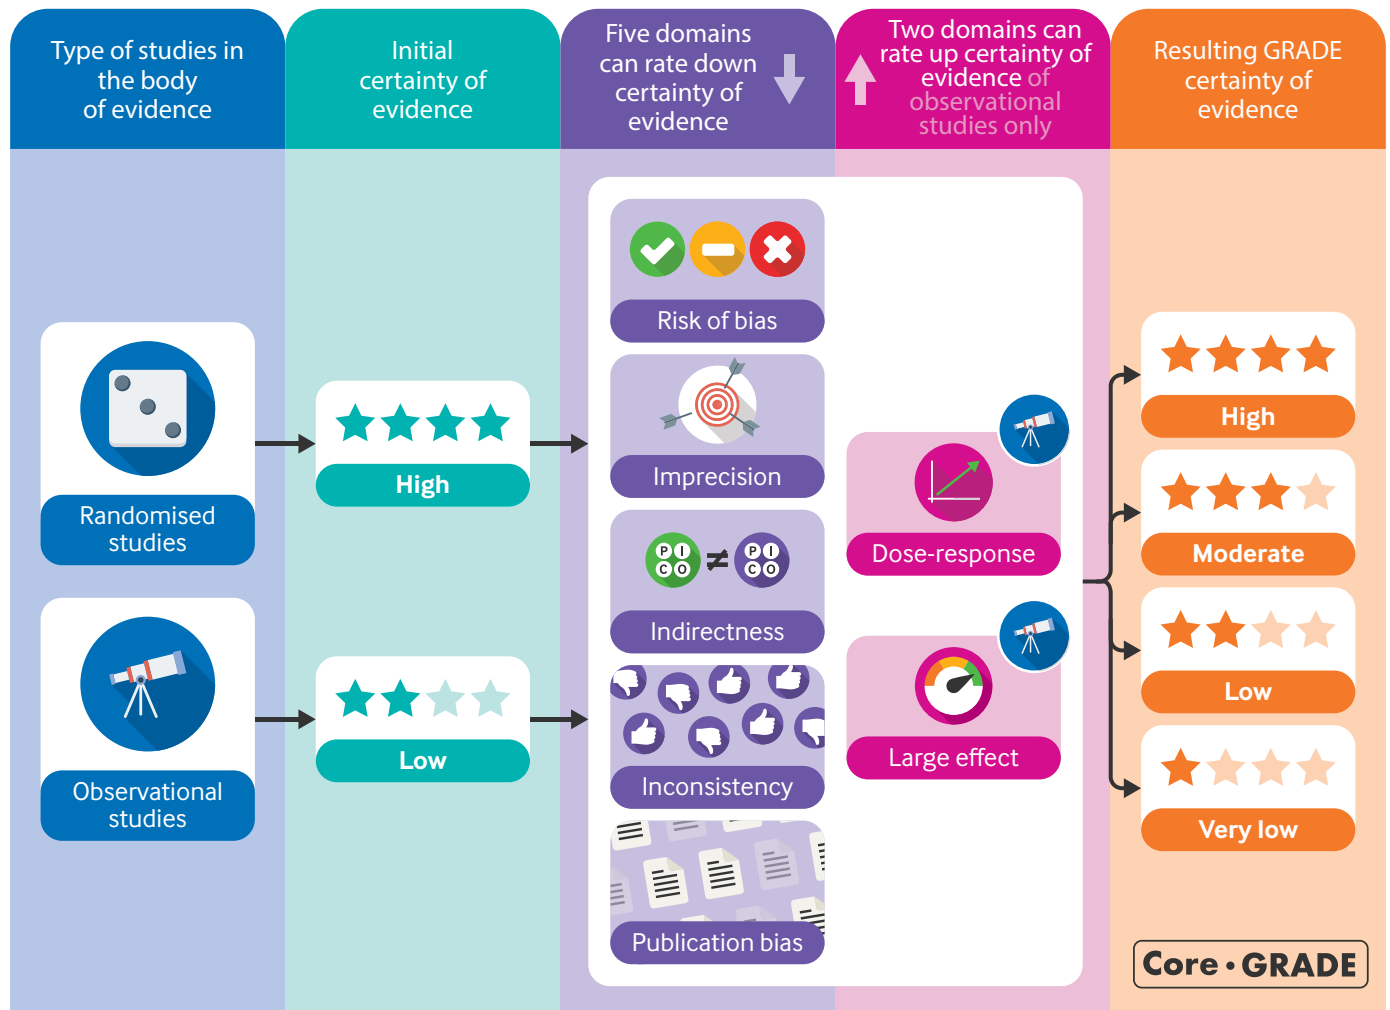 Type of studies in
the body
of evidence
Initial
certainty of
evidence
Five domains
can rate down
certainty of
evidence
Two domains can
rate up certainty of
evidence of
observational
studies only
Resulting GRADE
certainty of
evidence
Randomised
studies
Observational
studies
High
Low
Risk of bias
Imprecision
P I
C O
≠
P I
C O
Indirectness
Inconsistency
Publication bias
Dose-response
Large effect
High
Moderate
Low
Very low
Core • GRADE